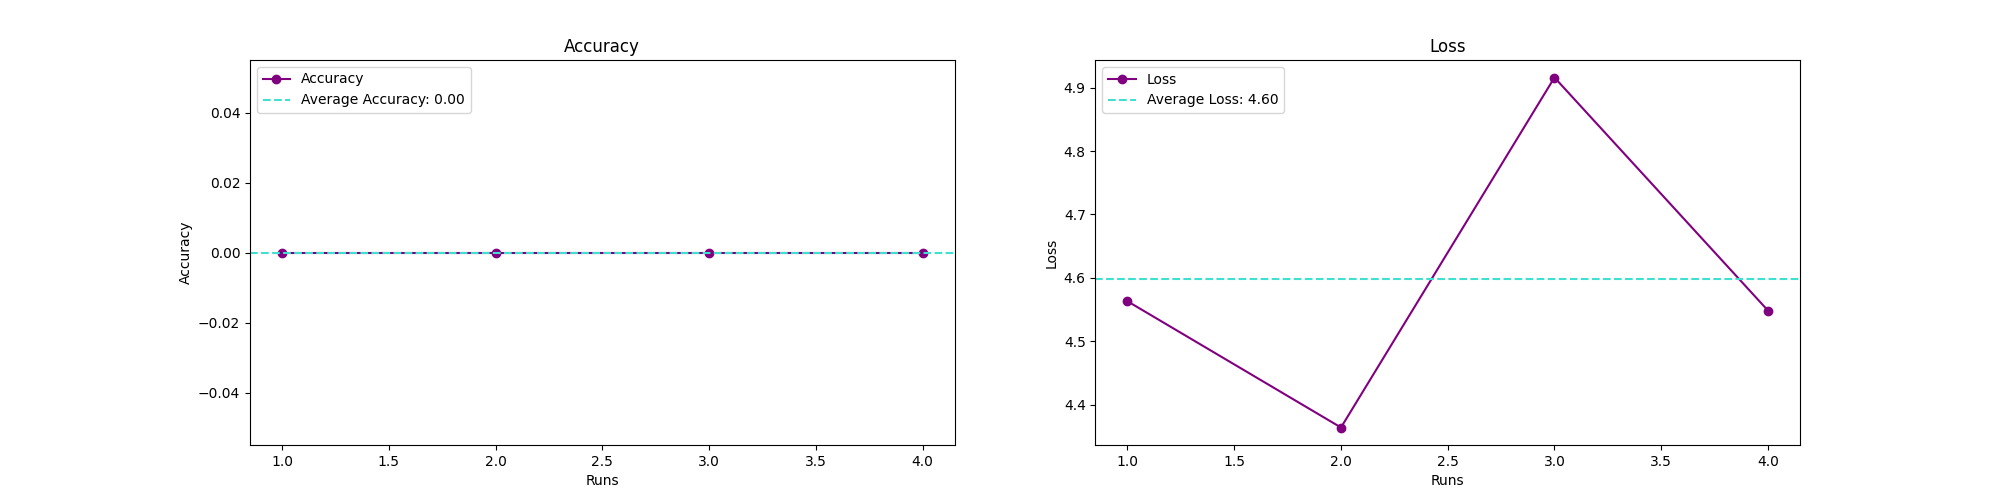 Accuracy
Accuracy
Average Accuracy: 0.00
0.04
0.02
0.00
−0.02
−0.04
Accuracy
1.0 1.5 2.0 2.5 3.0 3.5 4.0
Runs
Loss
Loss
Average Loss: 4.60
4.9
4.8
4.7
4.6
4.5
4.4
Loss
1.0 1.5 2.0 2.5 3.0 3.5 4.0
Runs